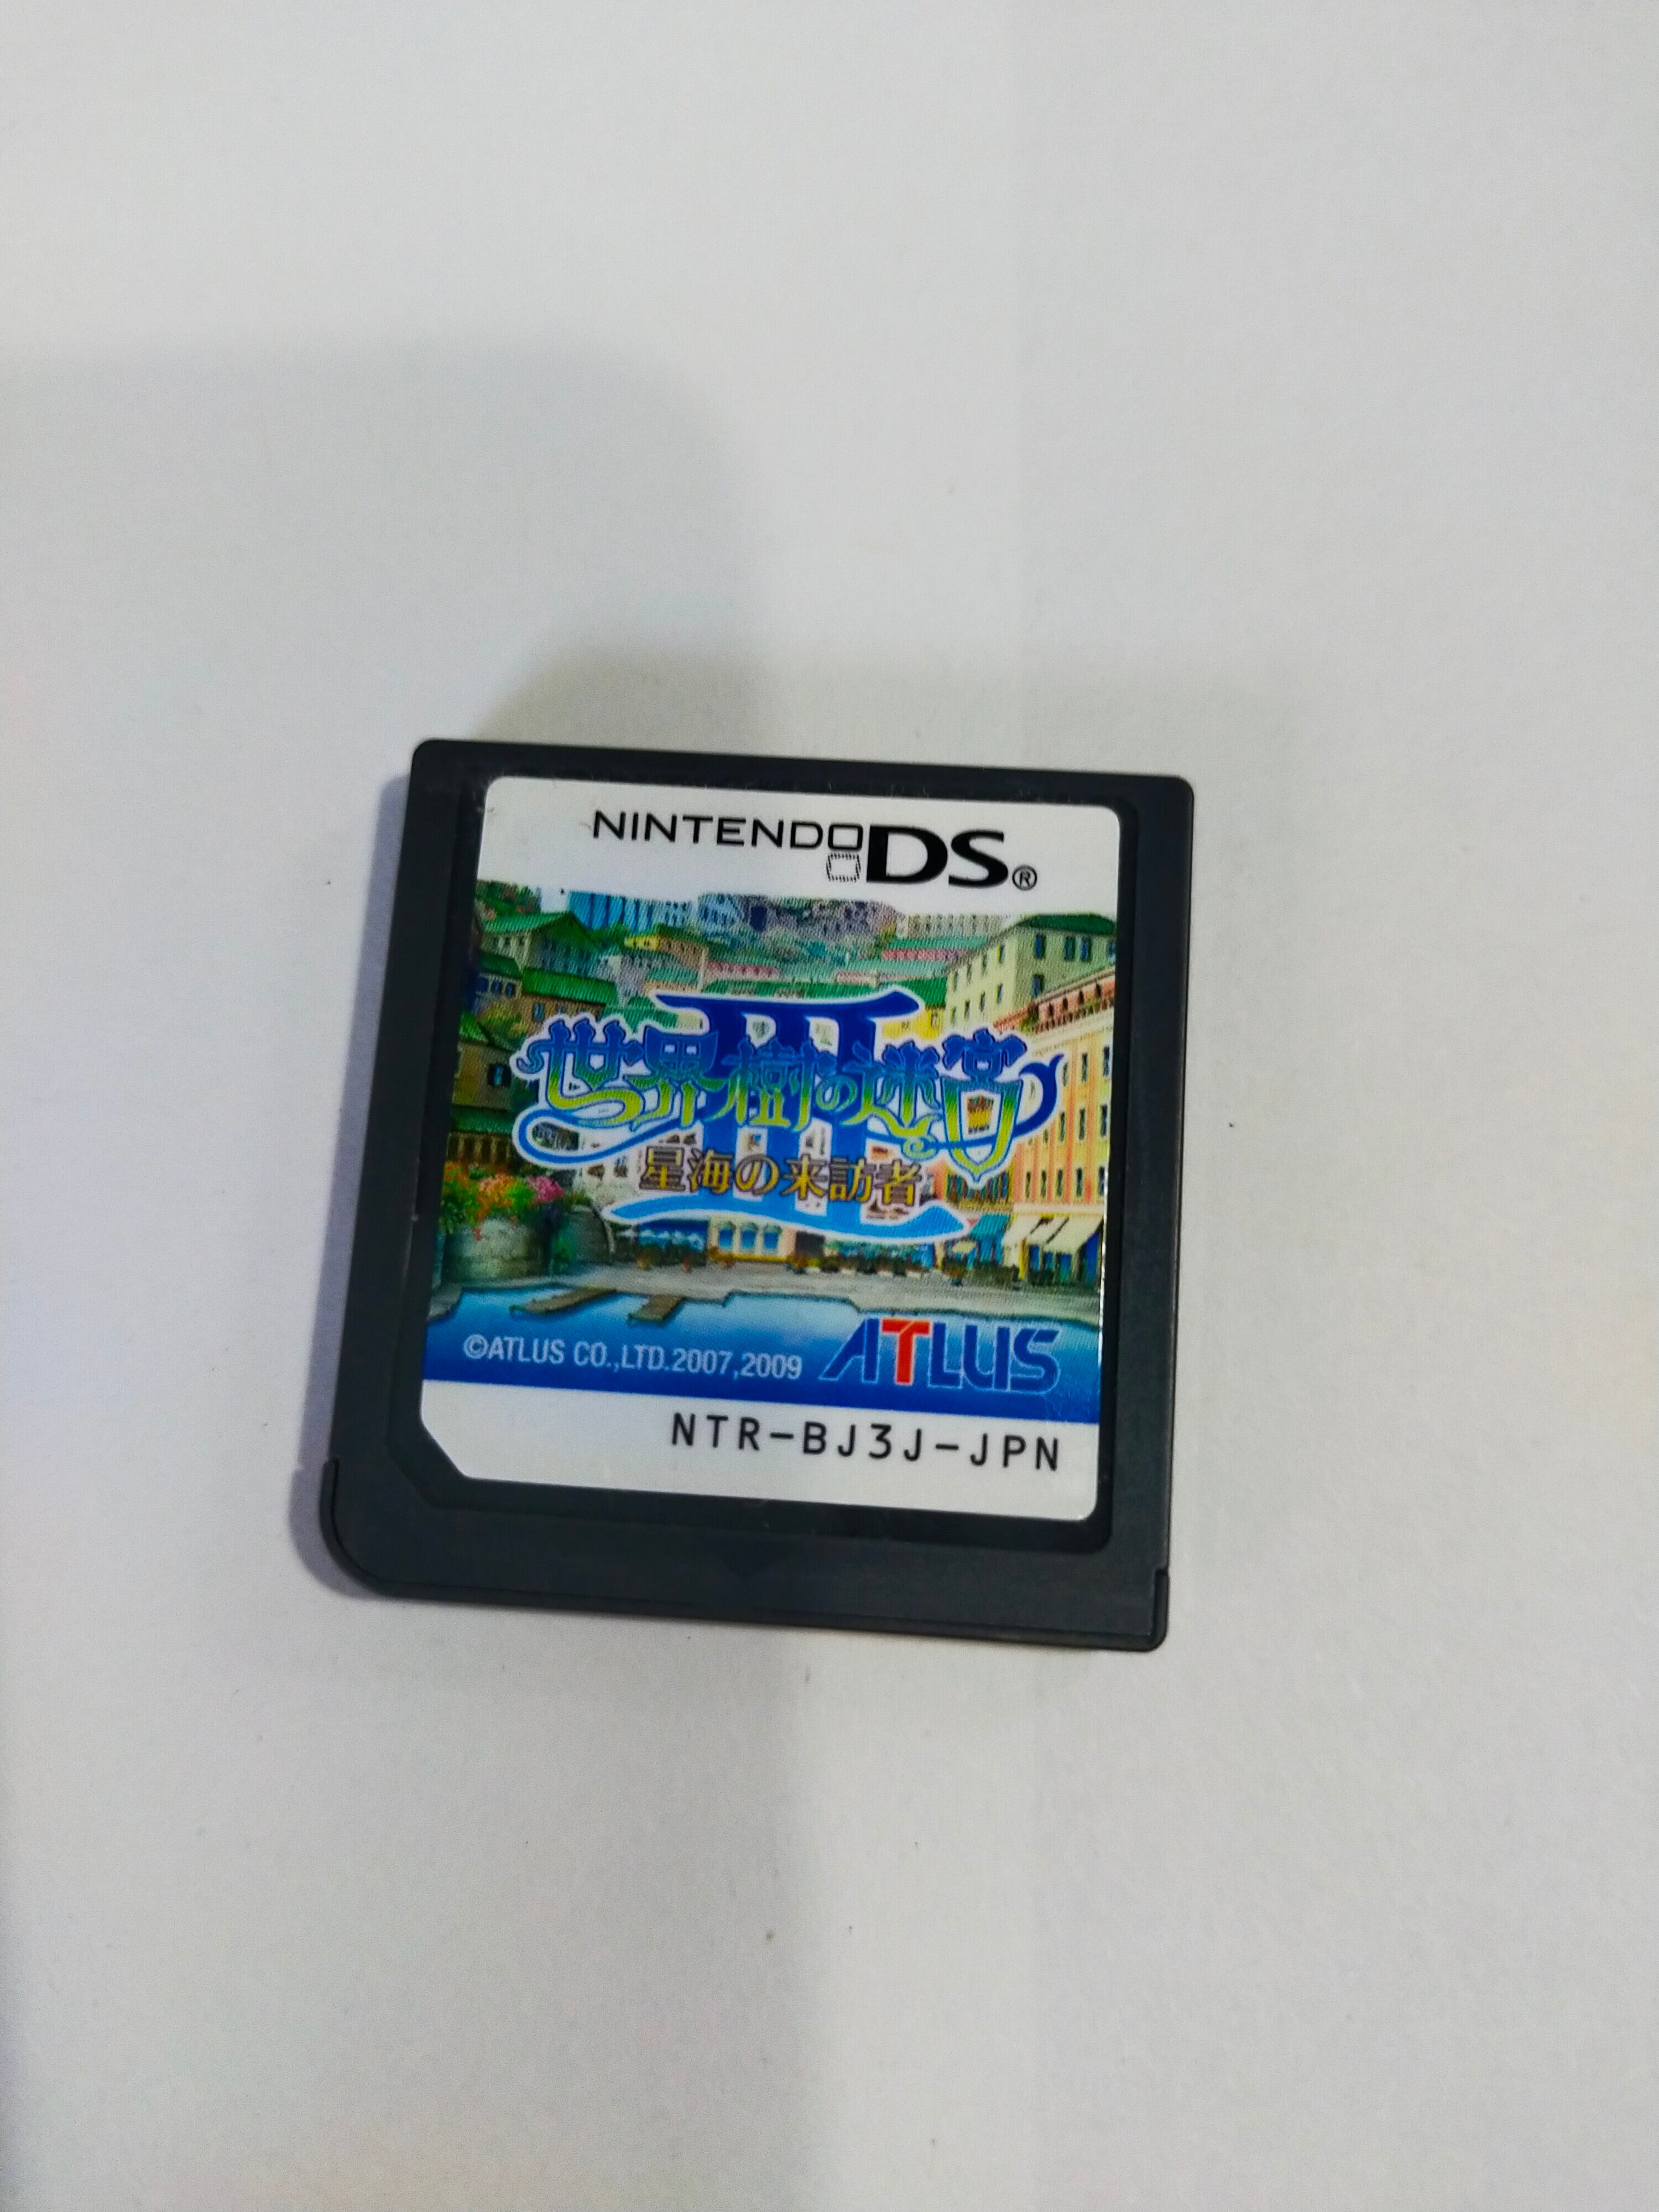 NINTENDO DS®
III
世界樹の迷宮
星海の来訪者
©ATLUS CO.,LTD.2007,2009 ATLUS
NTR-BJ3J-JPN